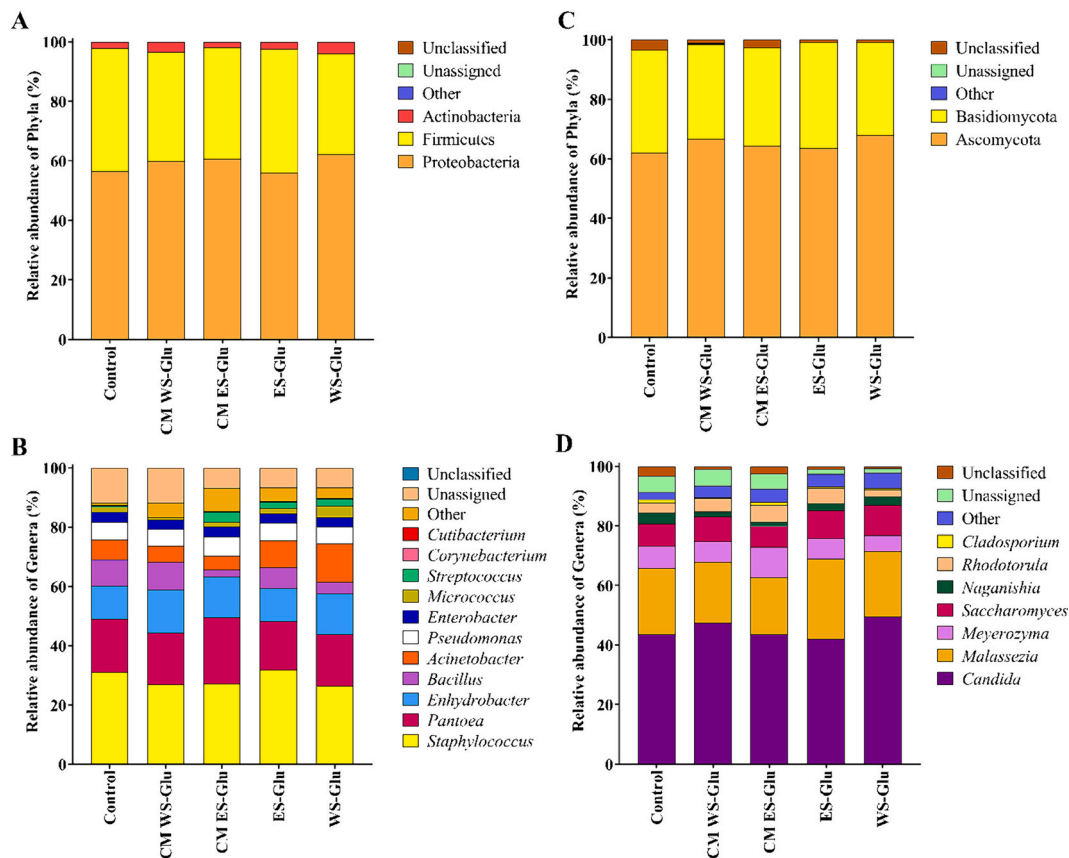 A
Relative abundance of Phyla (%)
100
80
60
40
20
0
Control
CM WS-Glu
CM ES-Glu
ES-Glu
WS-Glu
Unclassified
Unassigned
Other
Actinobacteria
Firmicutes
Proteobacteria
C
Relative abundance of Phyla (%)
100
80
60
40
20
0
Control
CM WS-Glu
CM ES-Glu
ES-Glu
WS-Glu
Unclassified
Unassigned
Other
Basidiomycota
Ascomycota
B
Relative abundance of Genera (%)
100
80
60
40
20
0
Control
CM WS-Glu
CM ES-Glu
ES-Glu
WS-Glu
Unclassified
Unassigned
Other
Cutibacterium
Corynebacterium
Streptococcus
Micrococcus
Enterobacter
Pseudomonas
Acinetobacter
Bacillus
Enhydrobacter
Pantoea
Staphylococcus
D
Relative abundance of Genera (%)
100
80
60
40
20
0
Control
CM WS-Glu
CM ES-Glu
ES-Glu
WS-Glu
Unclassified
Unassigned
Other
Cladosporium
Rhodotorula
Naganishia
Saccharomyces
Meyerozyma
Malassezia
Candida